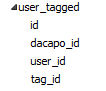 user_tagged
id
dacapo_id
user_id
tag_id